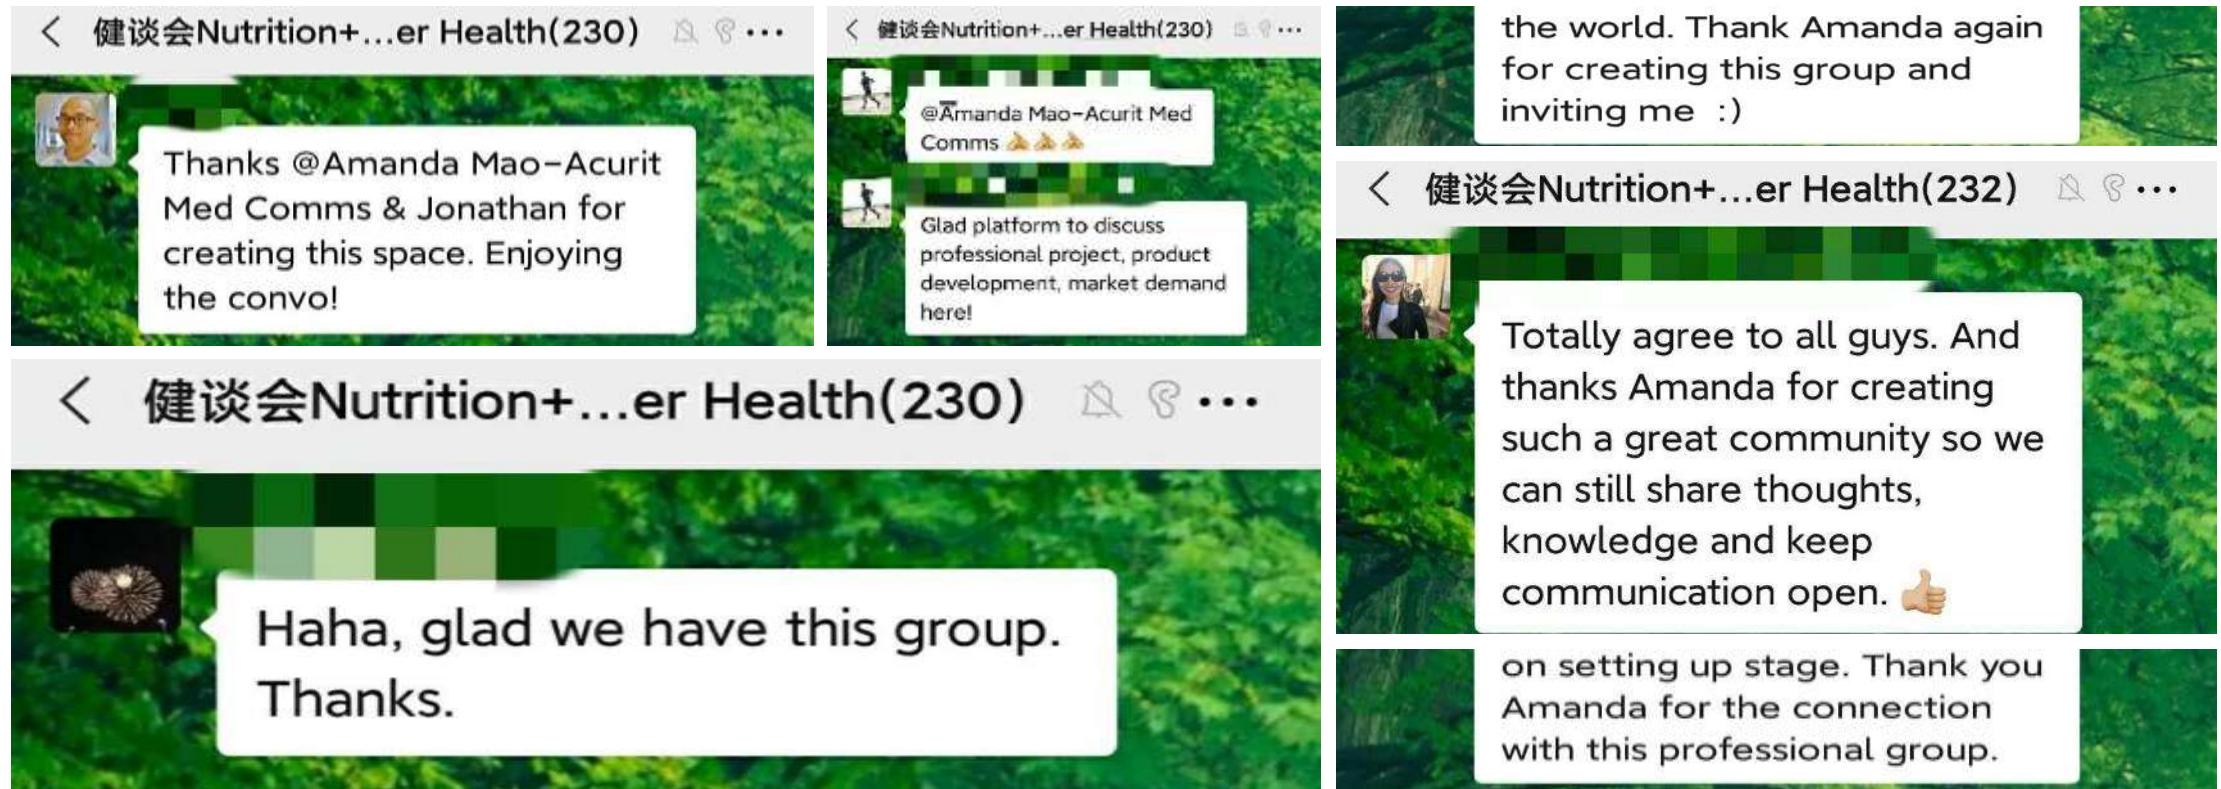 健谈会Nutrition+...er Health(230)
Thanks @Amanda Mao-Acurit
Med Comms & Jonathan for
creating this space. Enjoying
the convo!
健谈会Nutrition+...er Health(230)
@Amanda Mao-Acurit Med
Comms 💪💪💪
Glad platform to discuss
professional project, product
development, market demand
here!
健谈会Nutrition+...er Health(230)
Haha, glad we have this group.
Thanks.
the world. Thank Amanda again
for creating this group and
inviting me :)
健谈会Nutrition+...er Health(232)
Totally agree to all guys. And
thanks Amanda for creating
such a great community so we
can still share thoughts,
knowledge and keep
communication open. 👍🏼
on setting up stage. Thank you
Amanda for the connection
with this professional group.